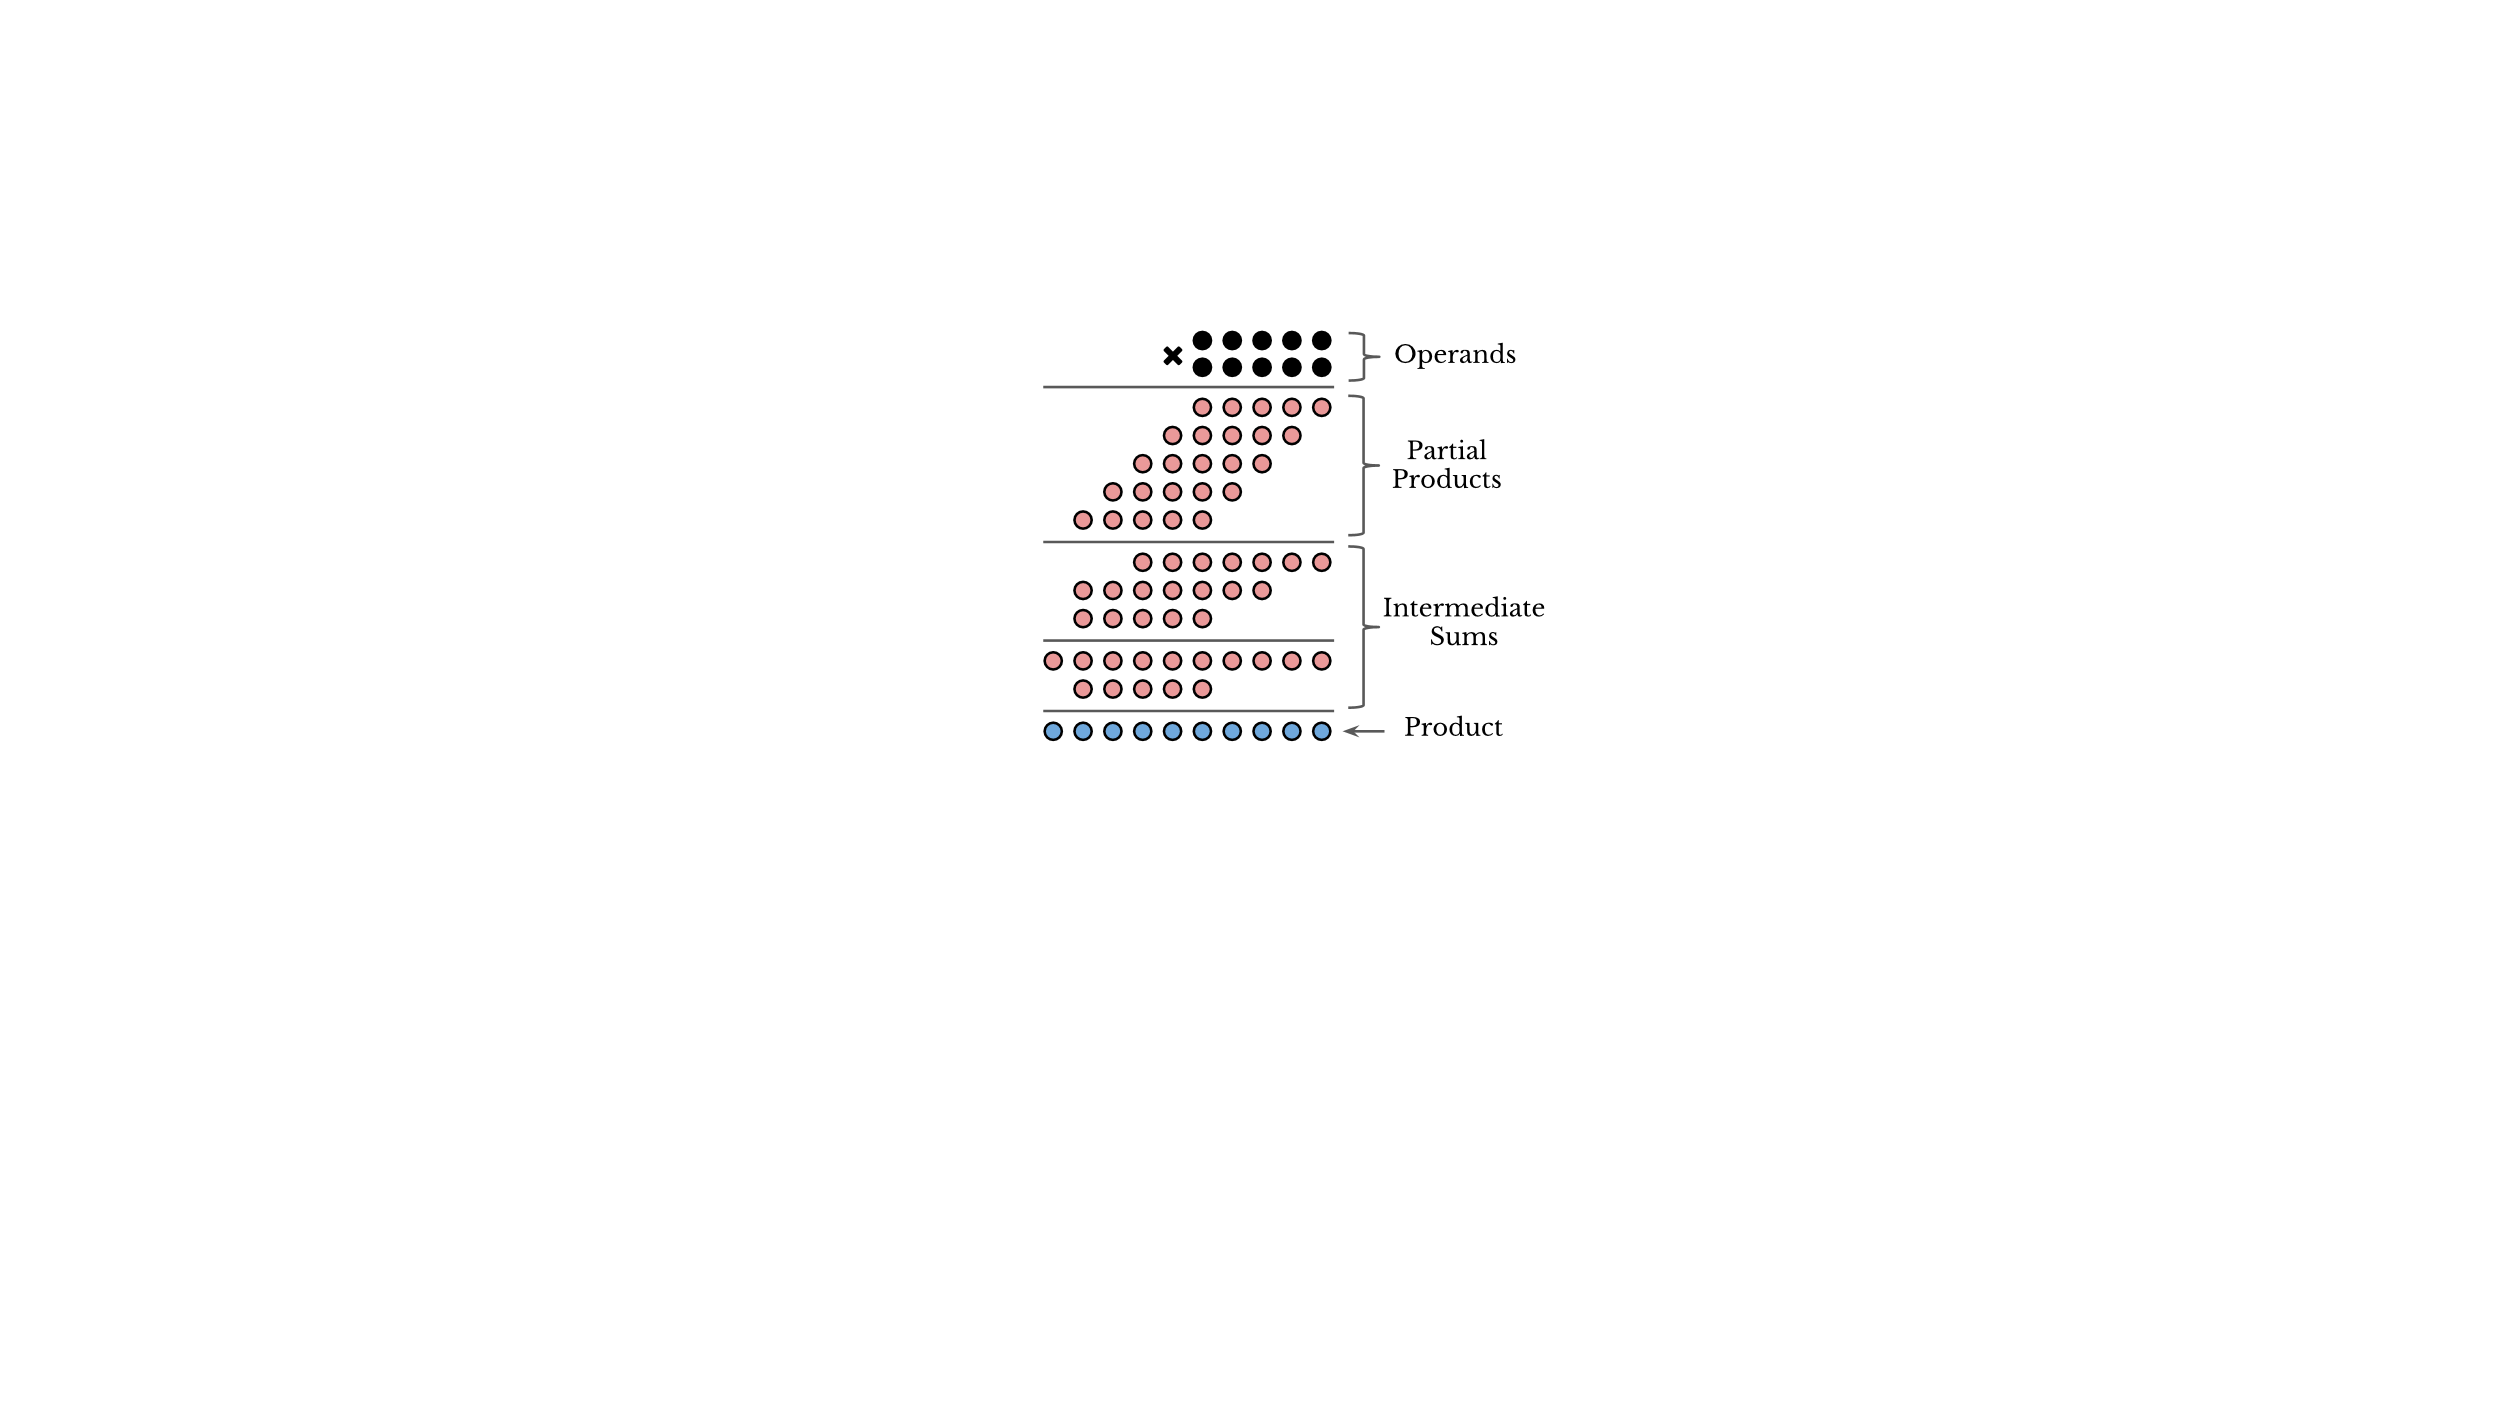 Operands
Partial
Products
Intermediate
Sums
Product